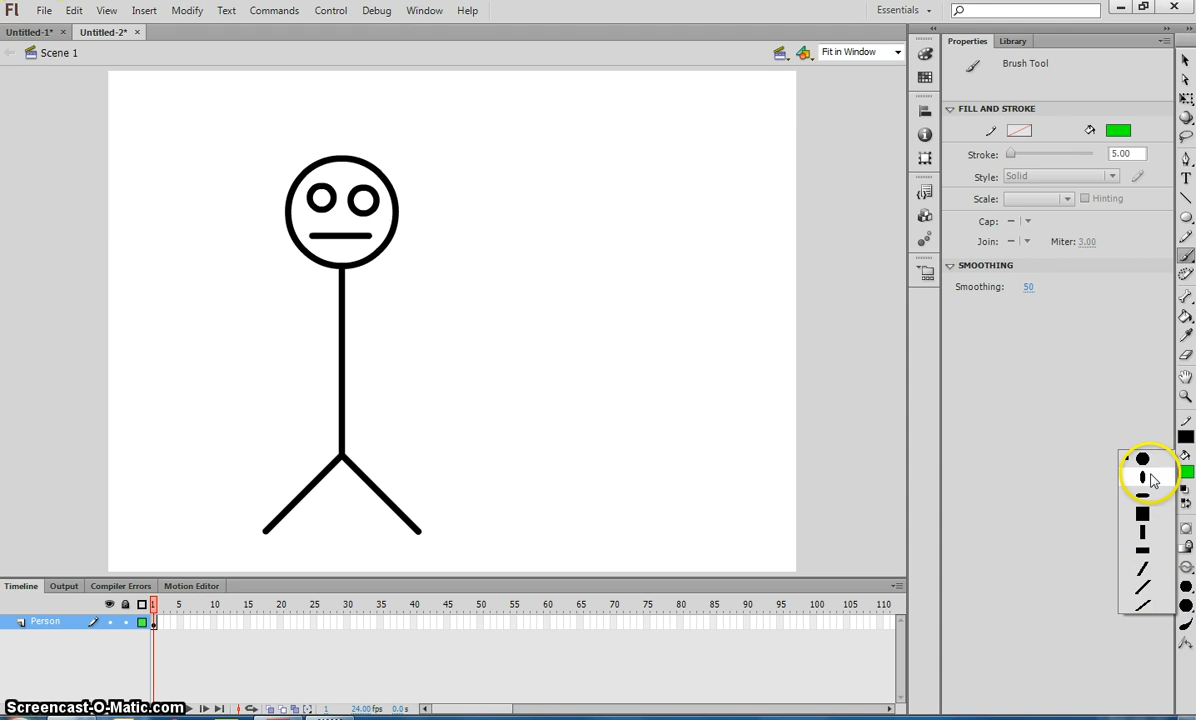 Fl File Edit View Insert Modify Text Commands Control Debug Window Help Essentials
Untitled-1* × Untitled-2* ×
Scene 1 Fit in Window
Properties Library
Brush Tool
FILL AND STROKE
Stroke: 5.00
Style: Solid
Scale: Hinting
Cap:
Join: Miter: 3.00
SMOOTHING
Smoothing: 50
Timeline Output Compiler Errors Motion Editor
1 5 10 15 20 25 30 35 40 45 50 55 60 65 70 75 80 85 90 95 100 105 110
Person
1 24.00 fps 0.0 s
Screencast-O-Matic.com